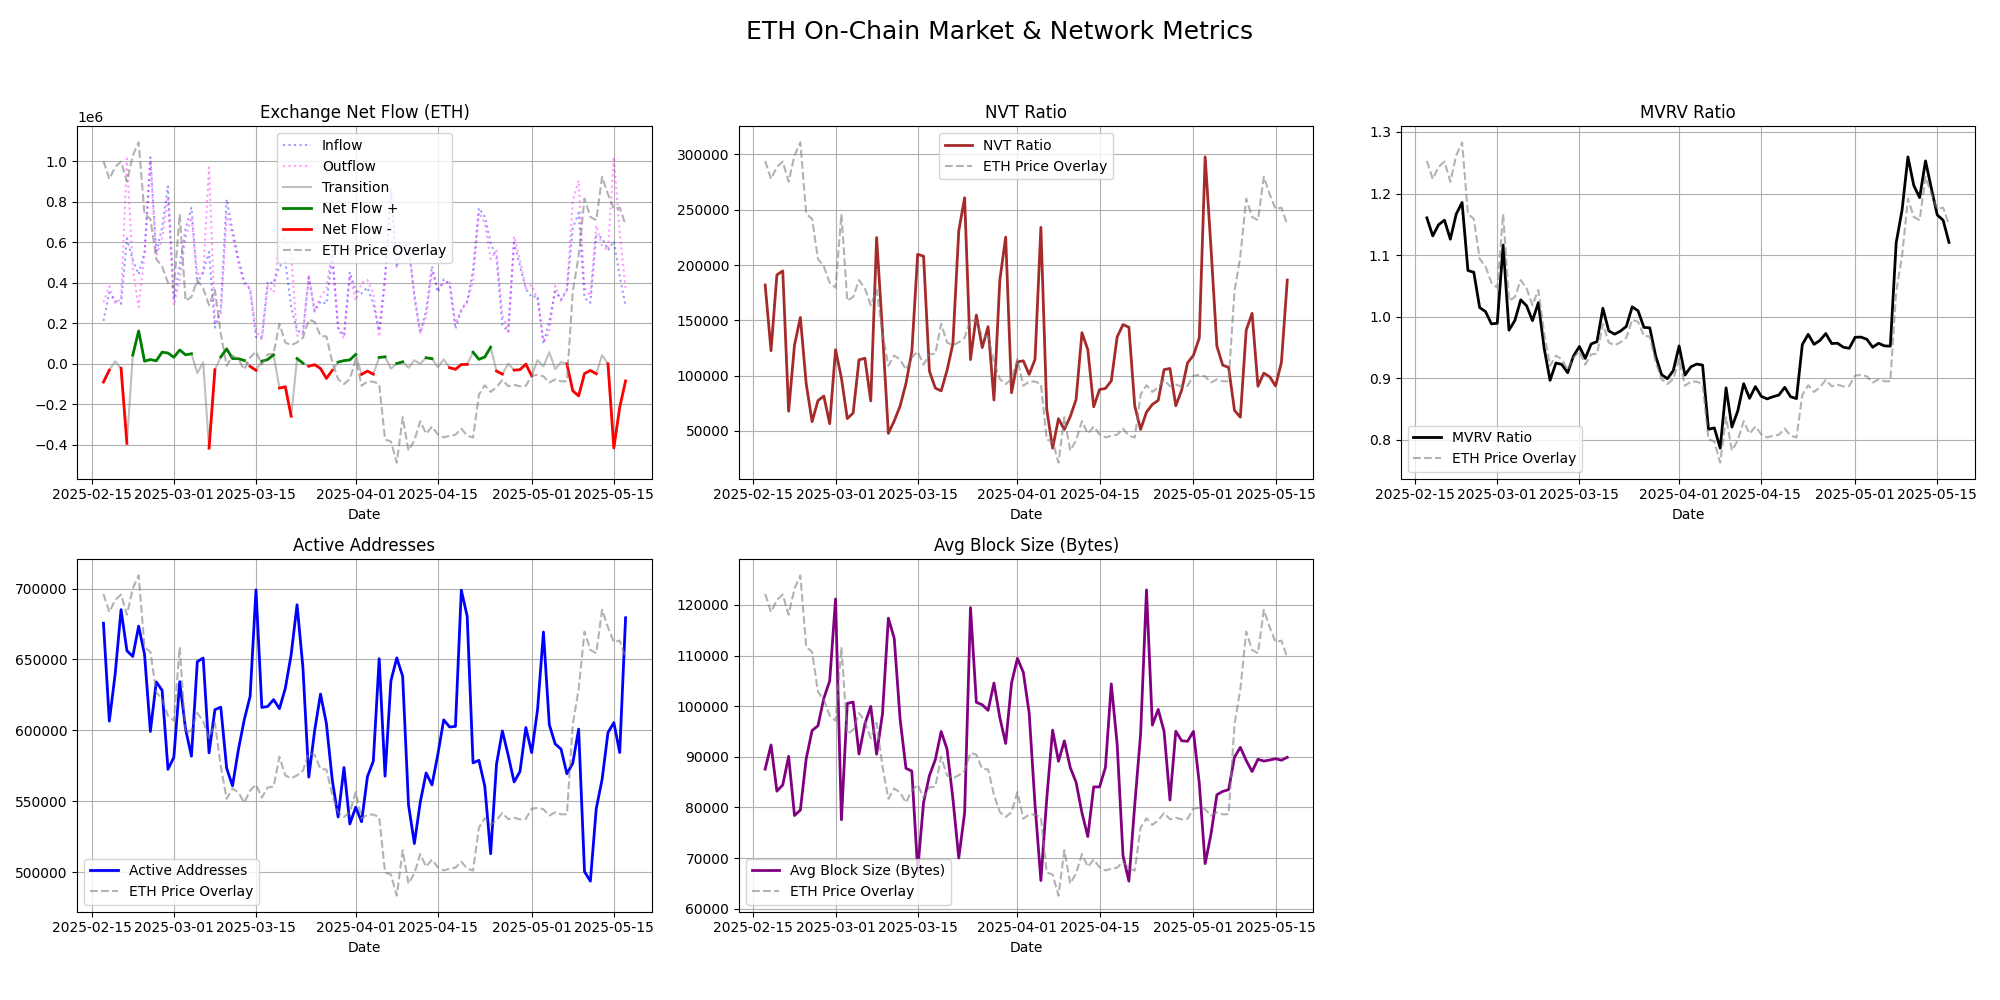 ETH On-Chain Market & Network Metrics
Exchange Net Flow (ETH)
1e6
Inflow
Outflow
Transition
Net Flow +
Net Flow -
ETH Price Overlay
1.0
0.8
0.6
0.4
0.2
0.0
−0.2
−0.4
2025-02-15 2025-03-01 2025-03-15 2025-04-01 2025-04-15 2025-05-01 2025-05-15
Date
NVT Ratio
NVT Ratio
ETH Price Overlay
300000
250000
200000
150000
100000
50000
2025-02-15 2025-03-01 2025-03-15 2025-04-01 2025-04-15 2025-05-01 2025-05-15
Date
MVRV Ratio
1.3
1.2
1.1
1.0
0.9
0.8
MVRV Ratio
ETH Price Overlay
2025-02-15 2025-03-01 2025-03-15 2025-04-01 2025-04-15 2025-05-01 2025-05-15
Date
Active Addresses
700000
650000
600000
550000
500000
Active Addresses
ETH Price Overlay
2025-02-15 2025-03-01 2025-03-15 2025-04-01 2025-04-15 2025-05-01 2025-05-15
Date
Avg Block Size (Bytes)
120000
110000
100000
90000
80000
70000
60000
Avg Block Size (Bytes)
ETH Price Overlay
2025-02-15 2025-03-01 2025-03-15 2025-04-01 2025-04-15 2025-05-01 2025-05-15
Date